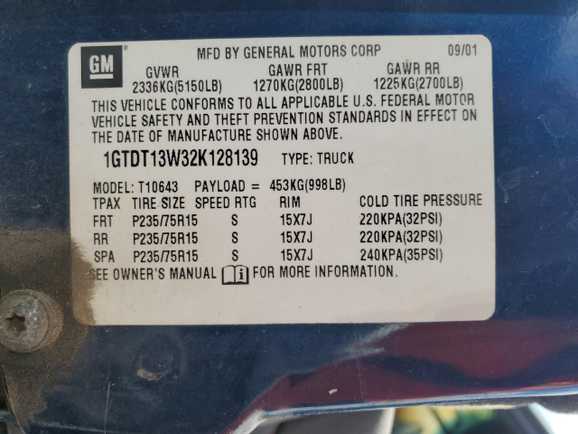 GM
MFD BY GENERAL MOTORS CORP 09/01
GVWR GAWR FRT GAWR RR
2336KG(5150LB) 1270KG(2800LB) 1225KG(2700LB)
THIS VEHICLE CONFORMS TO ALL APPLICABLE U.S. FEDERAL MOTOR
VEHICLE SAFETY AND THEFT PREVENTION STANDARDS IN EFFECT ON
THE DATE OF MANUFACTURE SHOWN ABOVE.
1GTDT13W32K128139 TYPE: TRUCK
MODEL: T10643 PAYLOAD = 453KG(998LB)
TPAX TIRE SIZE SPEED RTG RIM COLD TIRE PRESSURE
FRT P235/75R15 S 15X7J 220KPA(32PSI)
RR P235/75R15 S 15X7J 220KPA(32PSI)
SPA P235/75R15 S 15X7J 240KPA(35PSI)
SEE OWNER'S MANUAL FOR MORE INFORMATION.